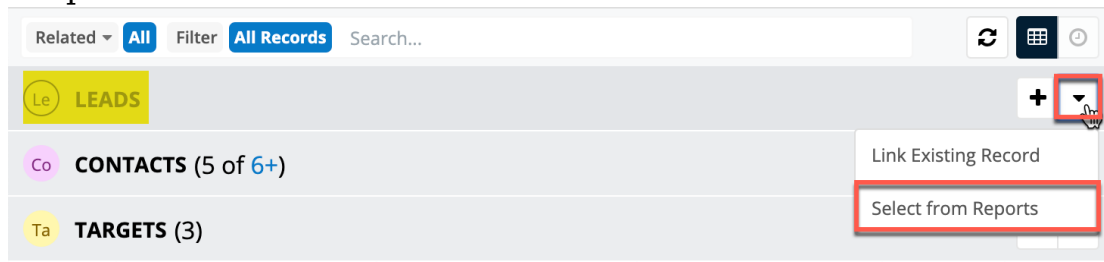 Related All Filter All Records Search...
Le LEADS
Link Existing Record
Co CONTACTS (5 of 6+)
Select from Reports
Ta TARGETS (3)